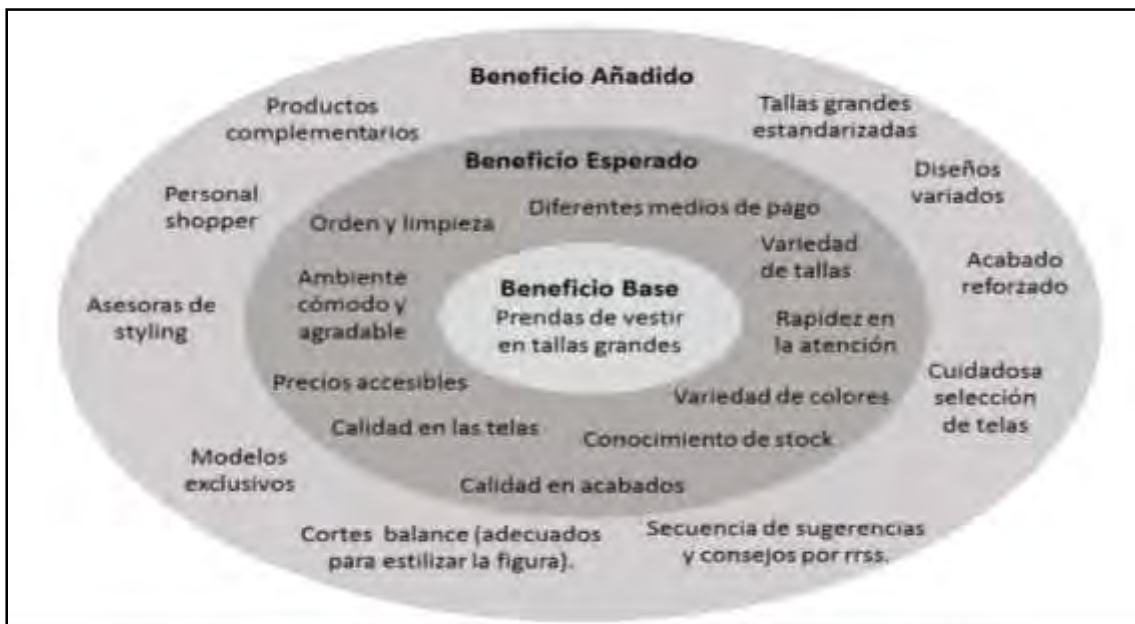 Beneficio Añadido
Productos
complementarios
Tallas grandes
estandarizadas
Beneficio Esperado
Diseños
variados
Personal
shopper
Orden y limpieza
Diferentes medios de pago
Variedad
de tallas
Acabado
reforzado
Asesoras de
styling
Ambiente
cómodo y
agradable
Beneficio Base
Prendas de vestir
en tallas grandes
Rapidez en
la atención
Precios accesibles
Variedad de colores
Cuidadosa
selección
de telas
Calidad en las telas
Conocimiento de stock
Modelos
exclusivos
Calidad en acabados
Cortes balance (adecuados
para estilizar la figura).
Secuencia de sugerencias
y consejos por rrss.